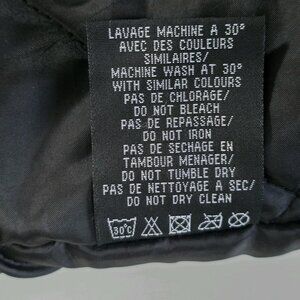 LAVAGE MACHINE A 30°
AVEC DES COULEURS
SIMILAIRES/
MACHINE WASH AT 30°
WITH SIMILAR COLOURS
PAS DE CHLORAGE/
DO NOT BLEACH
PAS DE REPASSAGE/
DO NOT IRON
PAS DE SECHAGE EN
TAMBOUR MENAGER/
DO NOT TUMBLE DRY
PAS DE NETTOYAGE A SEC/
DO NOT DRY CLEAN
30°C